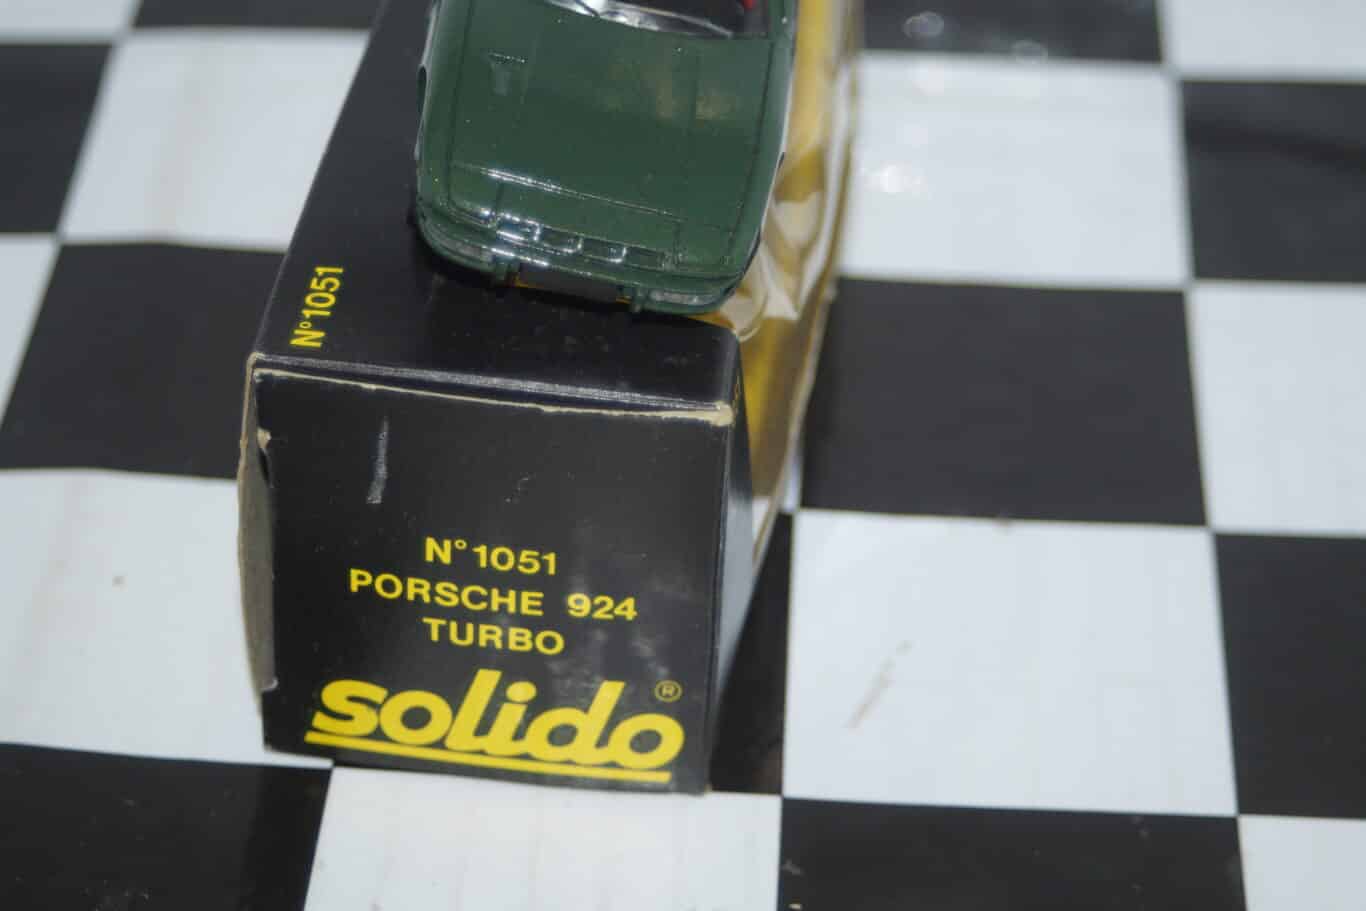 N°1051
N°1051
PORSCHE 924
TURBO
solido®